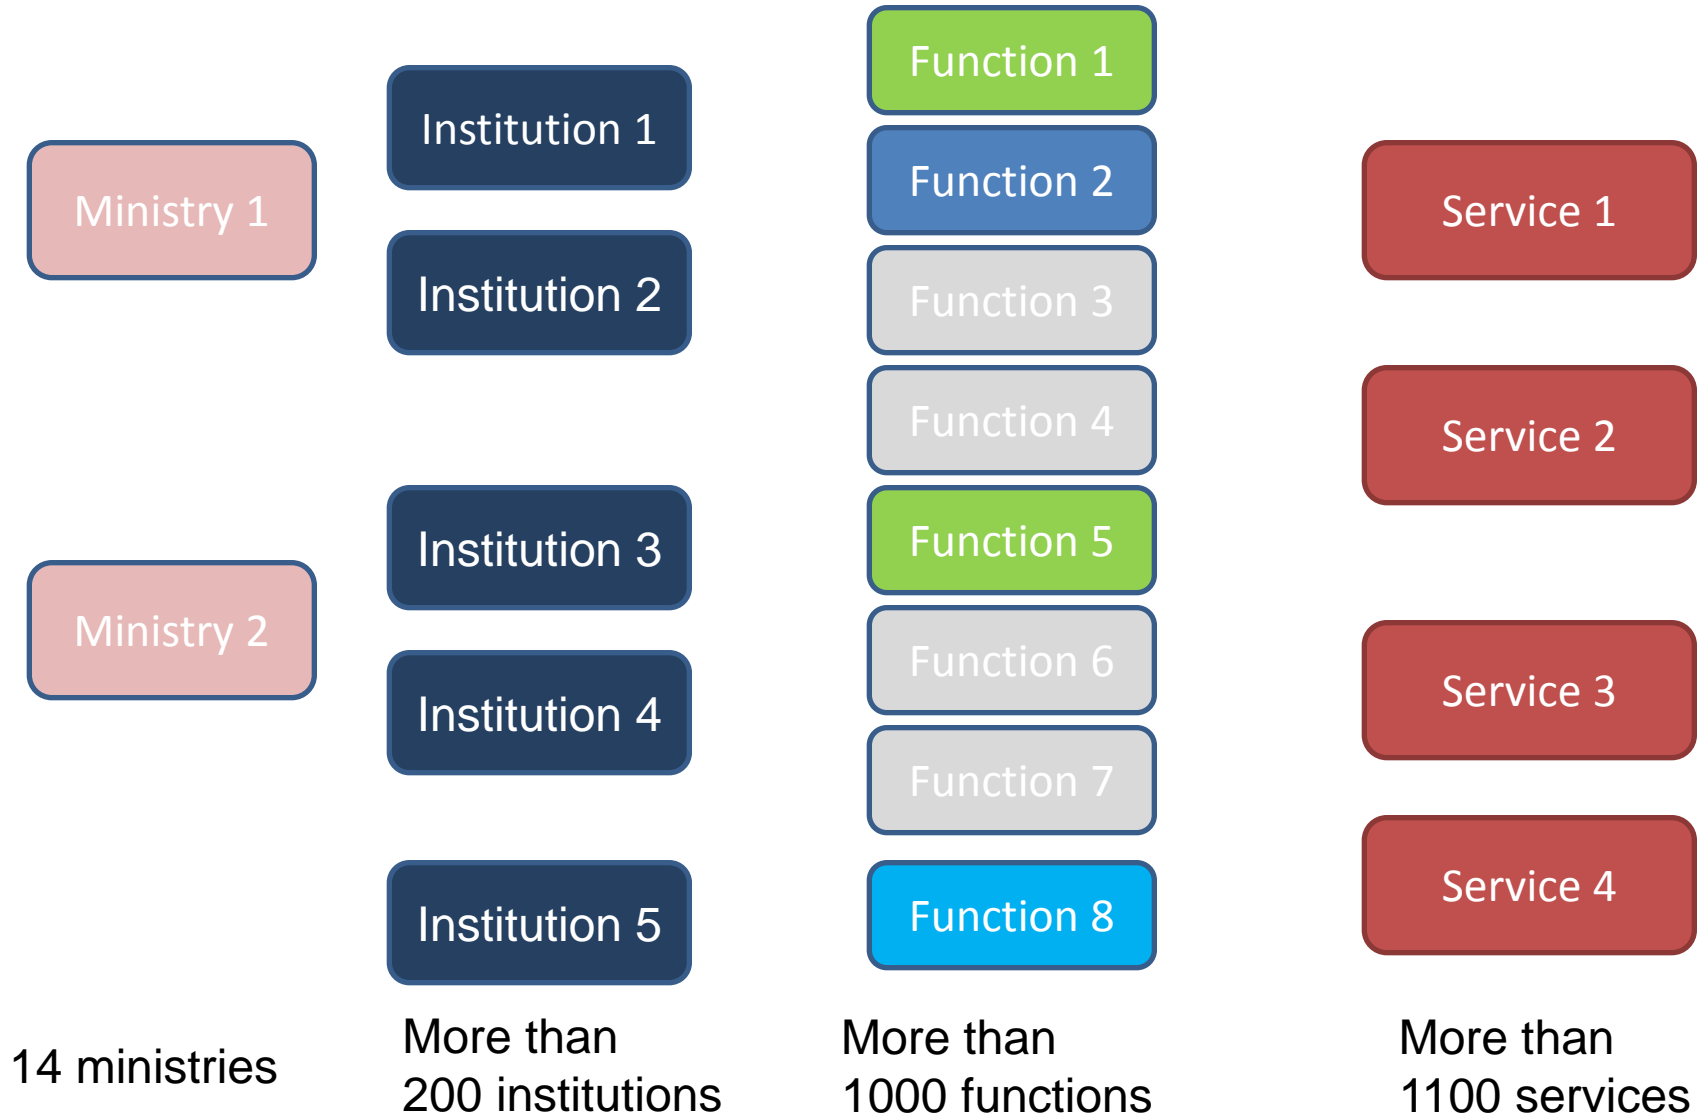 Ministry 1
Ministry 2
14 ministries
Institution 1
Institution 2
Institution 3
Institution 4
Institution 5
More than
200 institutions
Function 1
Function 2
Function 3
Function 4
Function 5
Function 6
Function 7
Function 8
More than
1000 functions
Service 1
Service 2
Service 3
Service 4
More than
1100 services